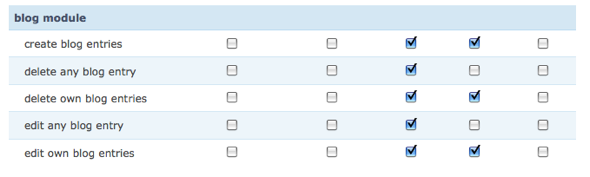 blog module
create blog entries
delete any blog entry
delete own blog entries
edit any blog entry
edit own blog entries